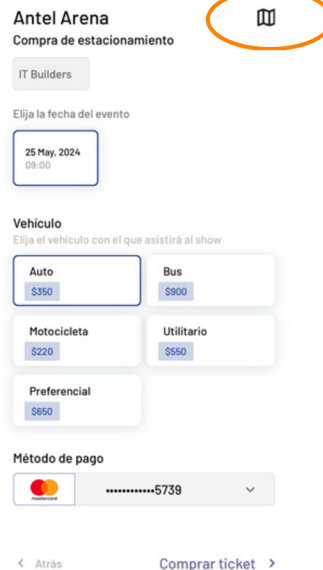 Antel Arena
Compra de estacionamiento
IT Builders
Elija la fecha del evento
25 May, 2024
09:00
Vehículo
Elija el vehículo con el que asistirá al show
Auto
$350
Bus
$900
Motocicleta
$220
Utilitario
$550
Preferencial
$650
Método de pago
mastercard
••••••••••••5739
Atrás
Comprar ticket